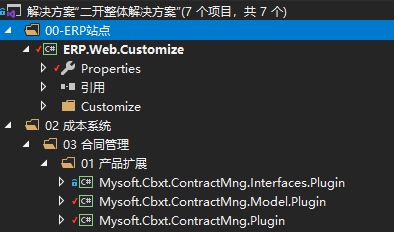 解决方案"二开整体解决方案"(7 个项目，共 7 个)
00-ERP站点
ERP.Web.Customize
Properties
引用
Customize
02 成本系统
03 合同管理
01 产品扩展
Mysoft.Cbxt.ContractMng.Interfaces.Plugin
Mysoft.Cbxt.ContractMng.Model.Plugin
Mysoft.Cbxt.ContractMng.Plugin